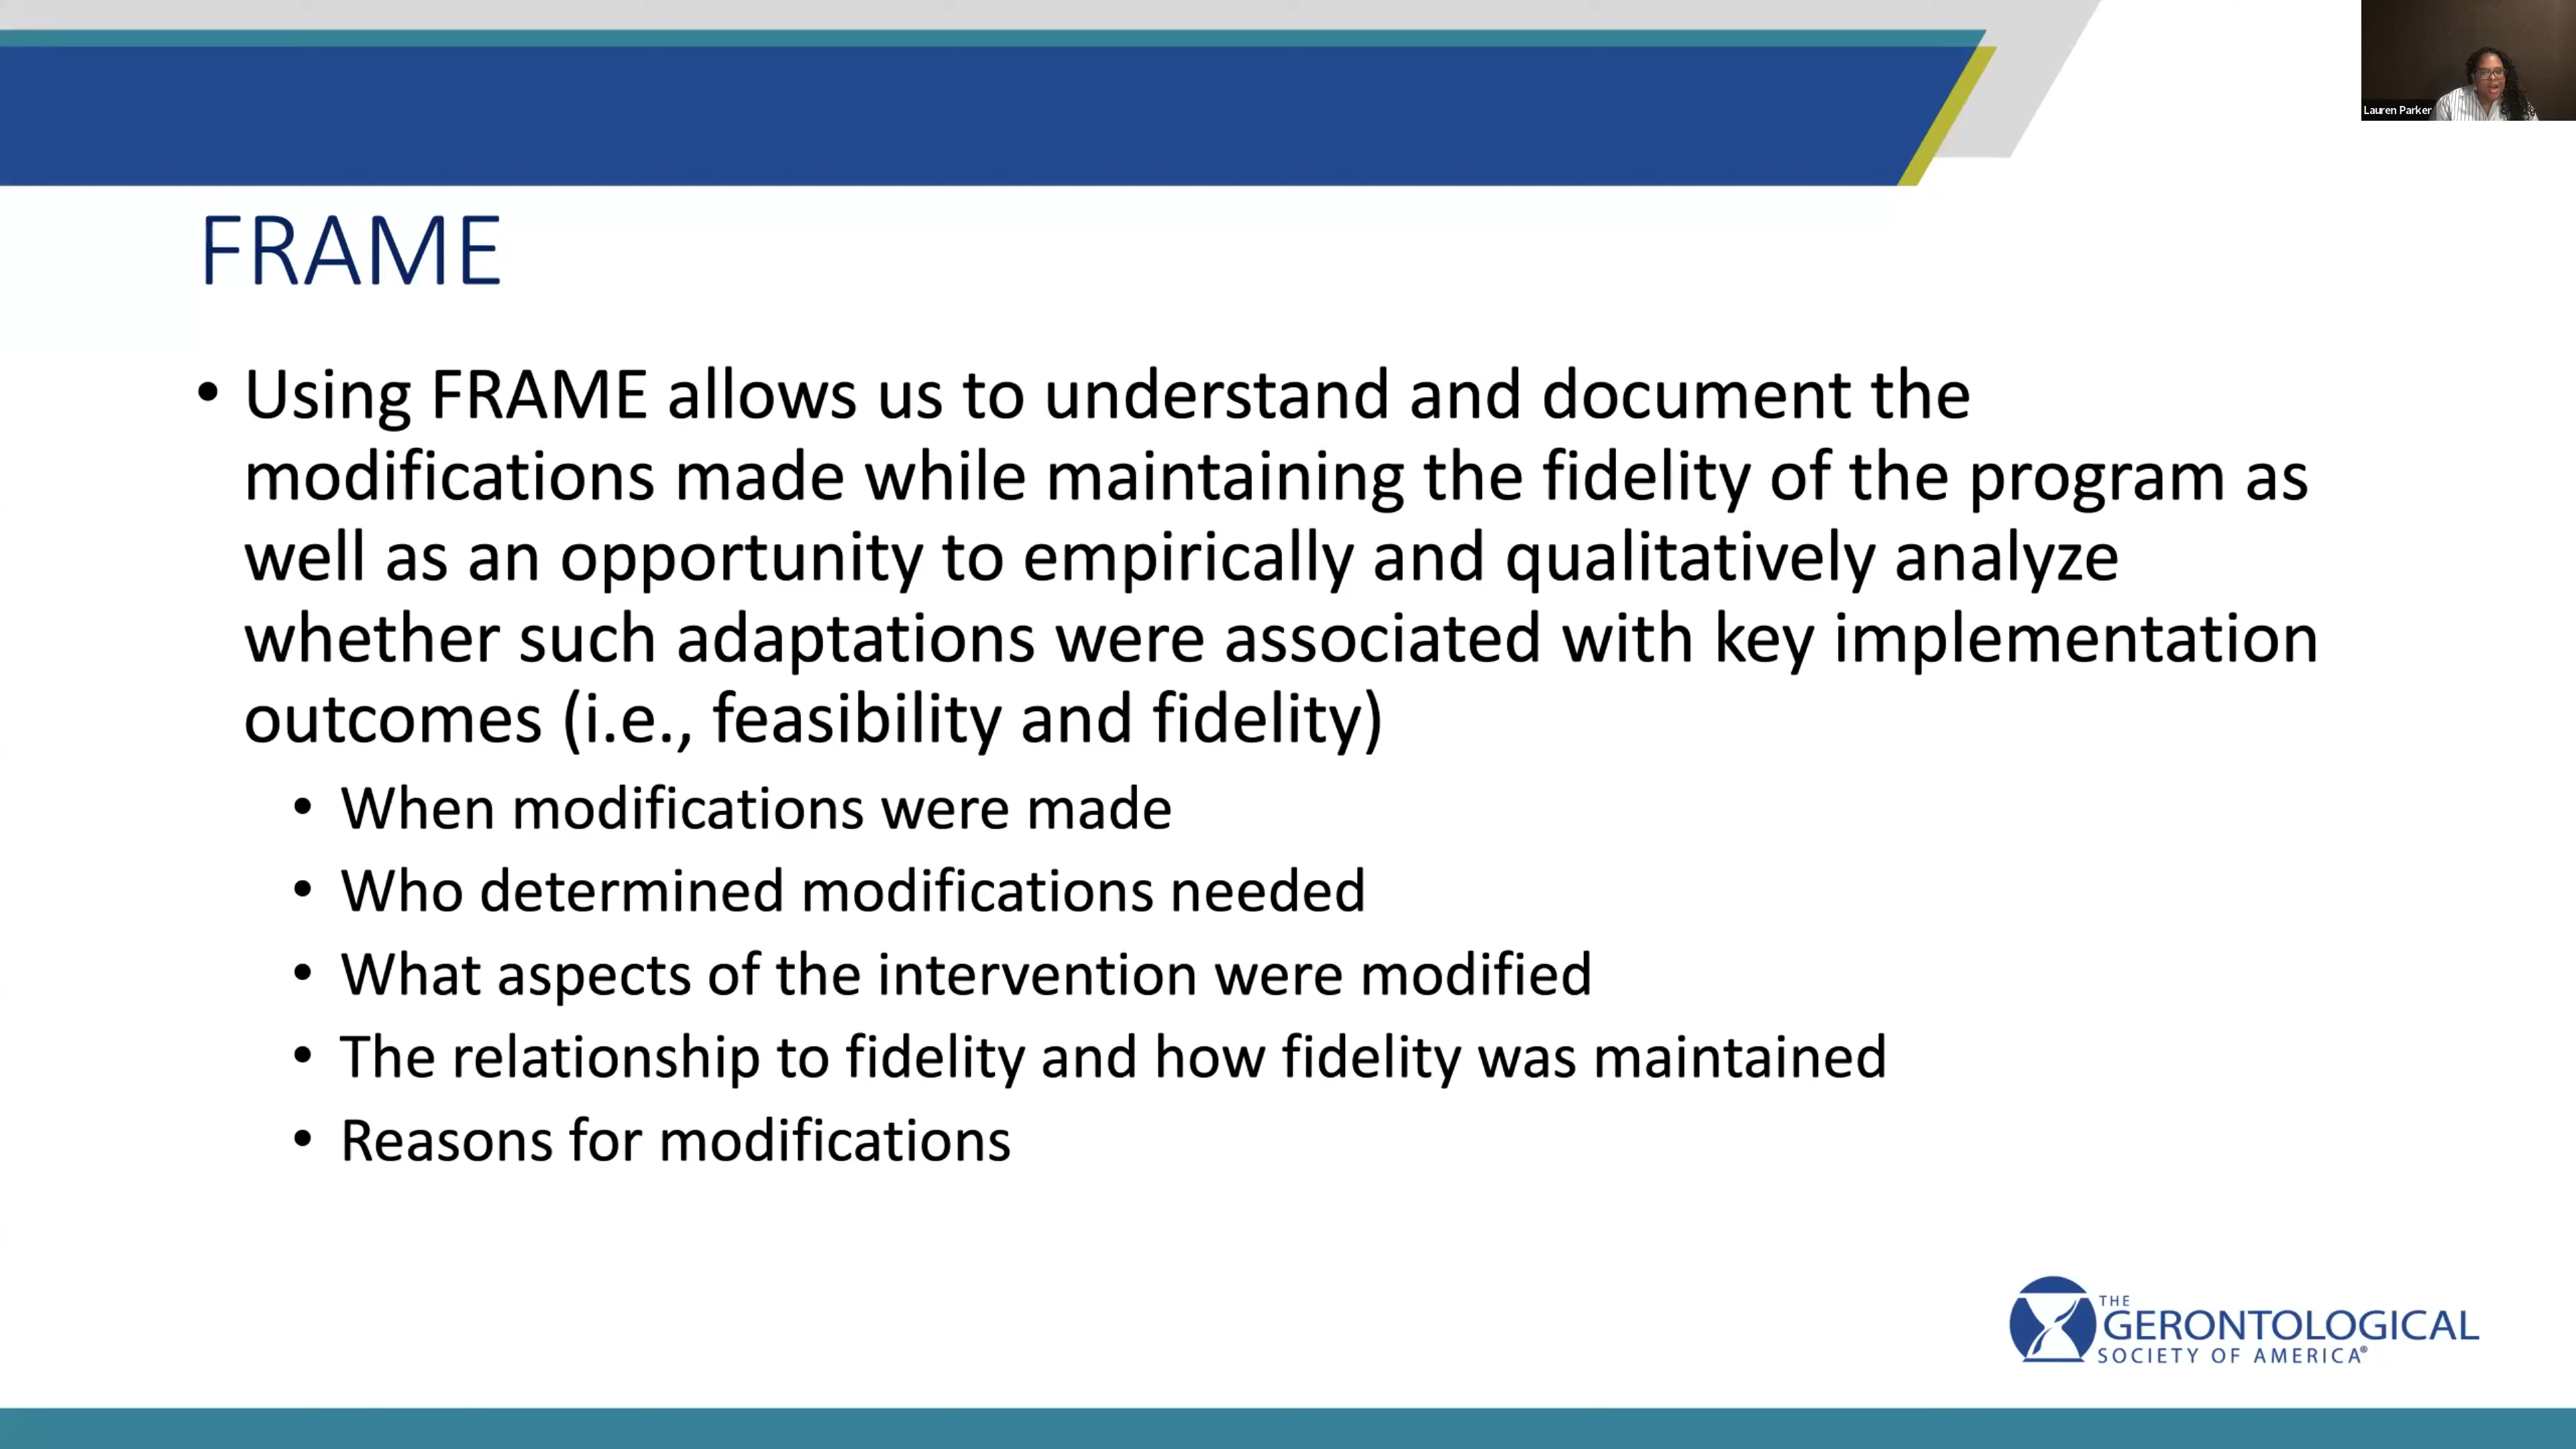 Lauren Parker
FRAME
• Using FRAME allows us to understand and document the
modifications made while maintaining the fidelity of the program as
well as an opportunity to empirically and qualitatively analyze
whether such adaptations were associated with key implementation
outcomes (i.e., feasibility and fidelity)
• When modifications were made
• Who determined modifications needed
• What aspects of the intervention were modified
• The relationship to fidelity and how fidelity was maintained
• Reasons for modifications
THE
GERONTOLOGICAL
SOCIETY OF AMERICA®